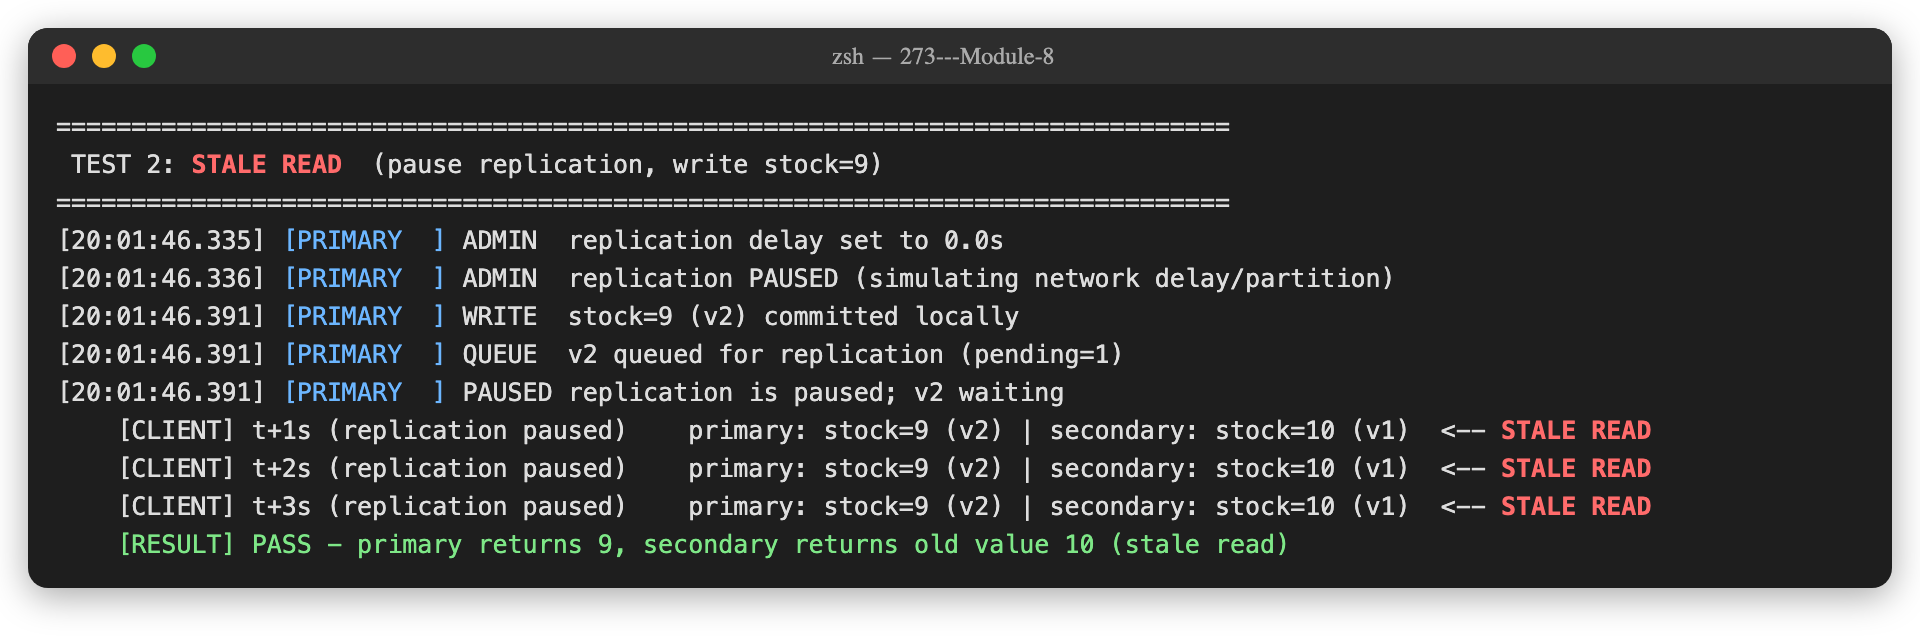 zsh — 273---Module-8
==============================================================================
TEST 2: STALE READ  (pause replication, write stock=9)
==============================================================================
[20:01:46.335] [PRIMARY  ] ADMIN  replication delay set to 0.0s
[20:01:46.336] [PRIMARY  ] ADMIN  replication PAUSED (simulating network delay/partition)
[20:01:46.391] [PRIMARY  ] WRITE  stock=9 (v2) committed locally
[20:01:46.391] [PRIMARY  ] QUEUE  v2 queued for replication (pending=1)
[20:01:46.391] [PRIMARY  ] PAUSED replication is paused; v2 waiting
[CLIENT] t+1s (replication paused)    primary: stock=9 (v2) | secondary: stock=10 (v1)  <-- STALE READ
[CLIENT] t+2s (replication paused)    primary: stock=9 (v2) | secondary: stock=10 (v1)  <-- STALE READ
[CLIENT] t+3s (replication paused)    primary: stock=9 (v2) | secondary: stock=10 (v1)  <-- STALE READ
[RESULT] PASS — primary returns 9, secondary returns old value 10 (stale read)